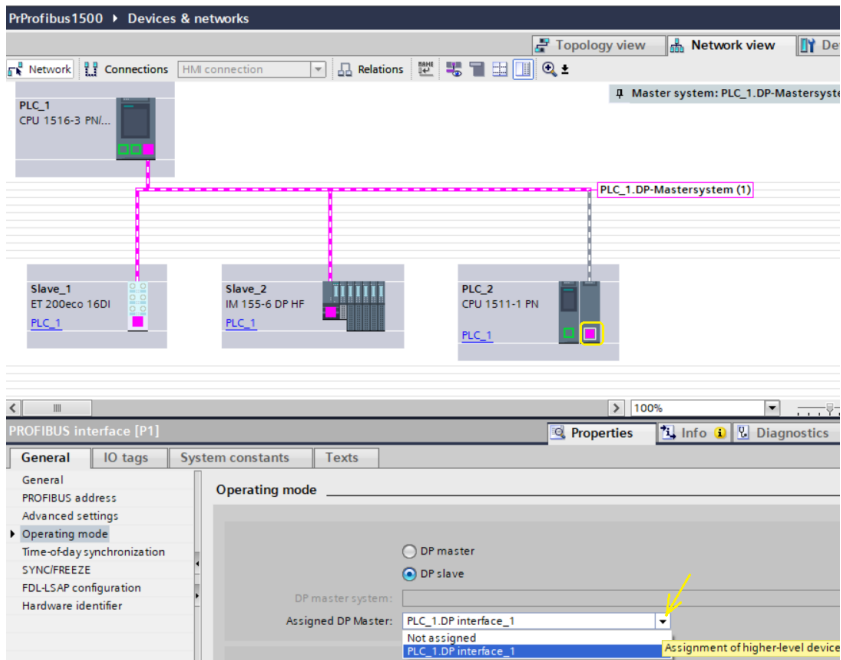 PrProfibus1500 ▸ Devices & networks
Topology view
Network view
De
Network
Connections
HMI connection
Relations
Master system: PLC_1.DP-Mastersyste
PLC_1
CPU 1516-3 PN/...
PLC_1.DP-Mastersystem (1)
Slave_1
ET 200eco 16DI
PLC_1
Slave_2
IM 155-6 DP HF
PLC_1
PLC_2
CPU 1511-1 PN
PLC_1
100%
PROFIBUS interface [P1]
Properties
Info
Diagnostics
General
IO tags
System constants
Texts
General
PROFIBUS address
Advanced settings
Operating mode
Time-of-day synchronization
SYNC/FREEZE
FDL-LSAP configuration
Hardware identifier
Operating mode
DP master
DP slave
DP master system:
Assigned DP Master:
PLC_1.DP interface_1
Not assigned
PLC_1.DP interface_1
Assignment of higher-level device